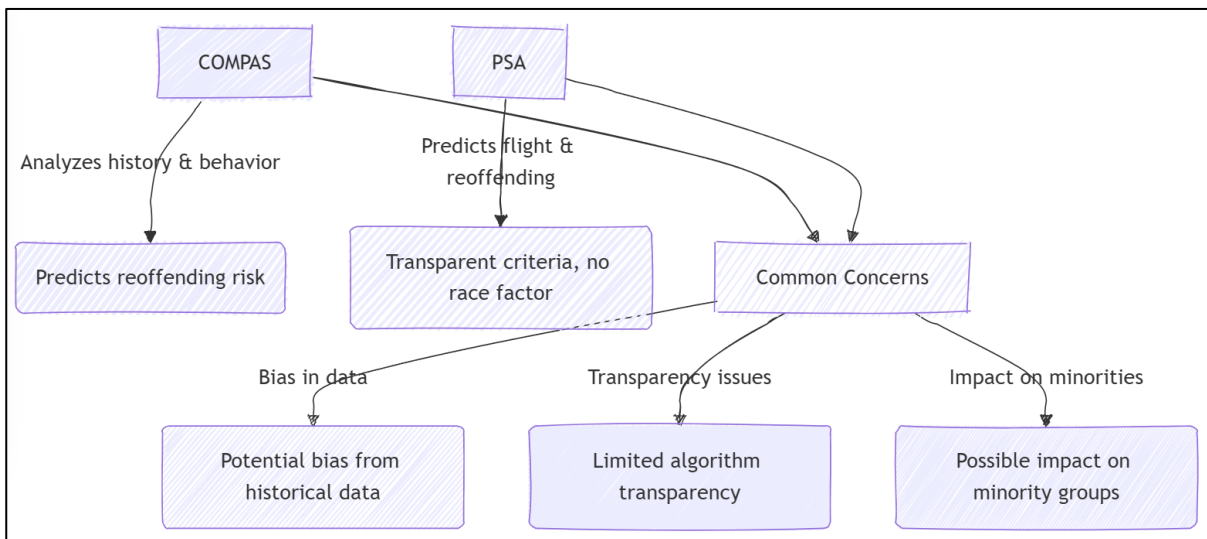 COMPAS
PSA
Analyzes history & behavior
Predicts flight &
reoffending
Predicts reoffending risk
Transparent criteria, no
race factor
Common Concerns
Bias in data
Transparency issues
Impact on minorities
Potential bias from
historical data
Limited algorithm
transparency
Possible impact on
minority groups